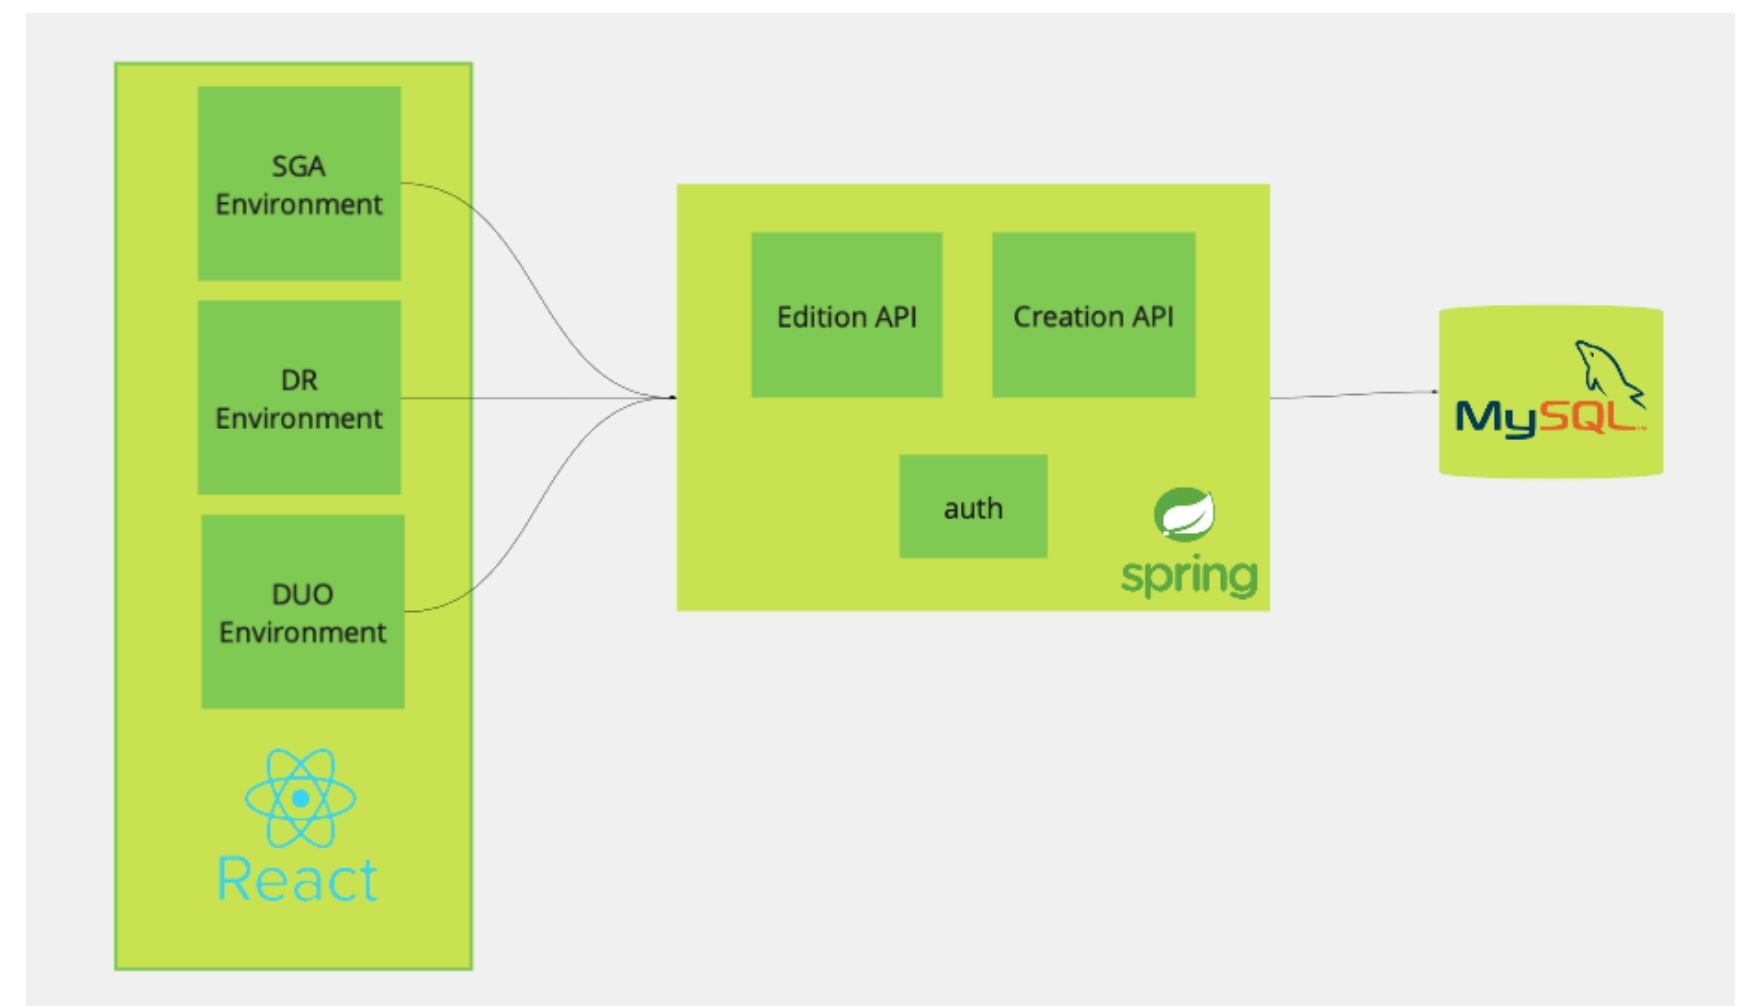 SGA
Environment
DR
Environment
DUO
Environment
React
Edition API
Creation API
auth
spring
MySQL